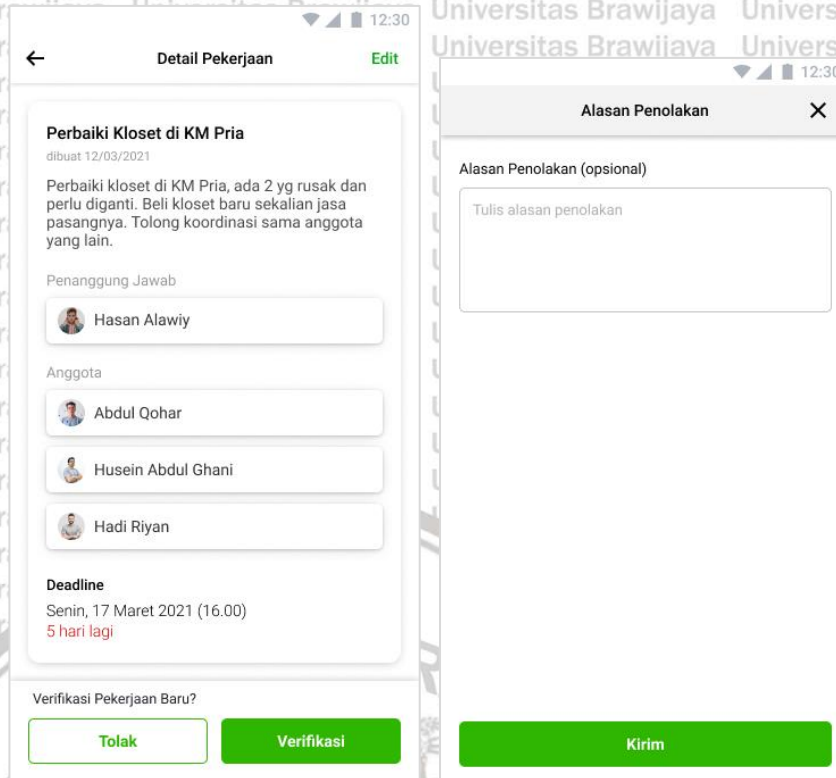 Universitas Brawijaya Univers
Universitas Brawijaya Univers
12:30
Detail Pekerjaan
Edit
Perbaiki Kloset di KM Pria
dibuat 12/03/2021
Perbaiki kloset di KM Pria, ada 2 yg rusak dan
perlu diganti. Beli kloset baru sekalian jasa
pasangnya. Tolong koordinasi sama anggota
yang lain.
Penanggung Jawab
Hasan Alawiy
Anggota
Abdul Qohar
Husein Abdul Ghani
Hadi Riyan
Deadline
Senin, 17 Maret 2021 (16.00)
5 hari lagi
Verifikasi Pekerjaan Baru?
Tolak
Verifikasi
12:30
Alasan Penolakan
Alasan Penolakan (opsional)
Tulis alasan penolakan
Kirim